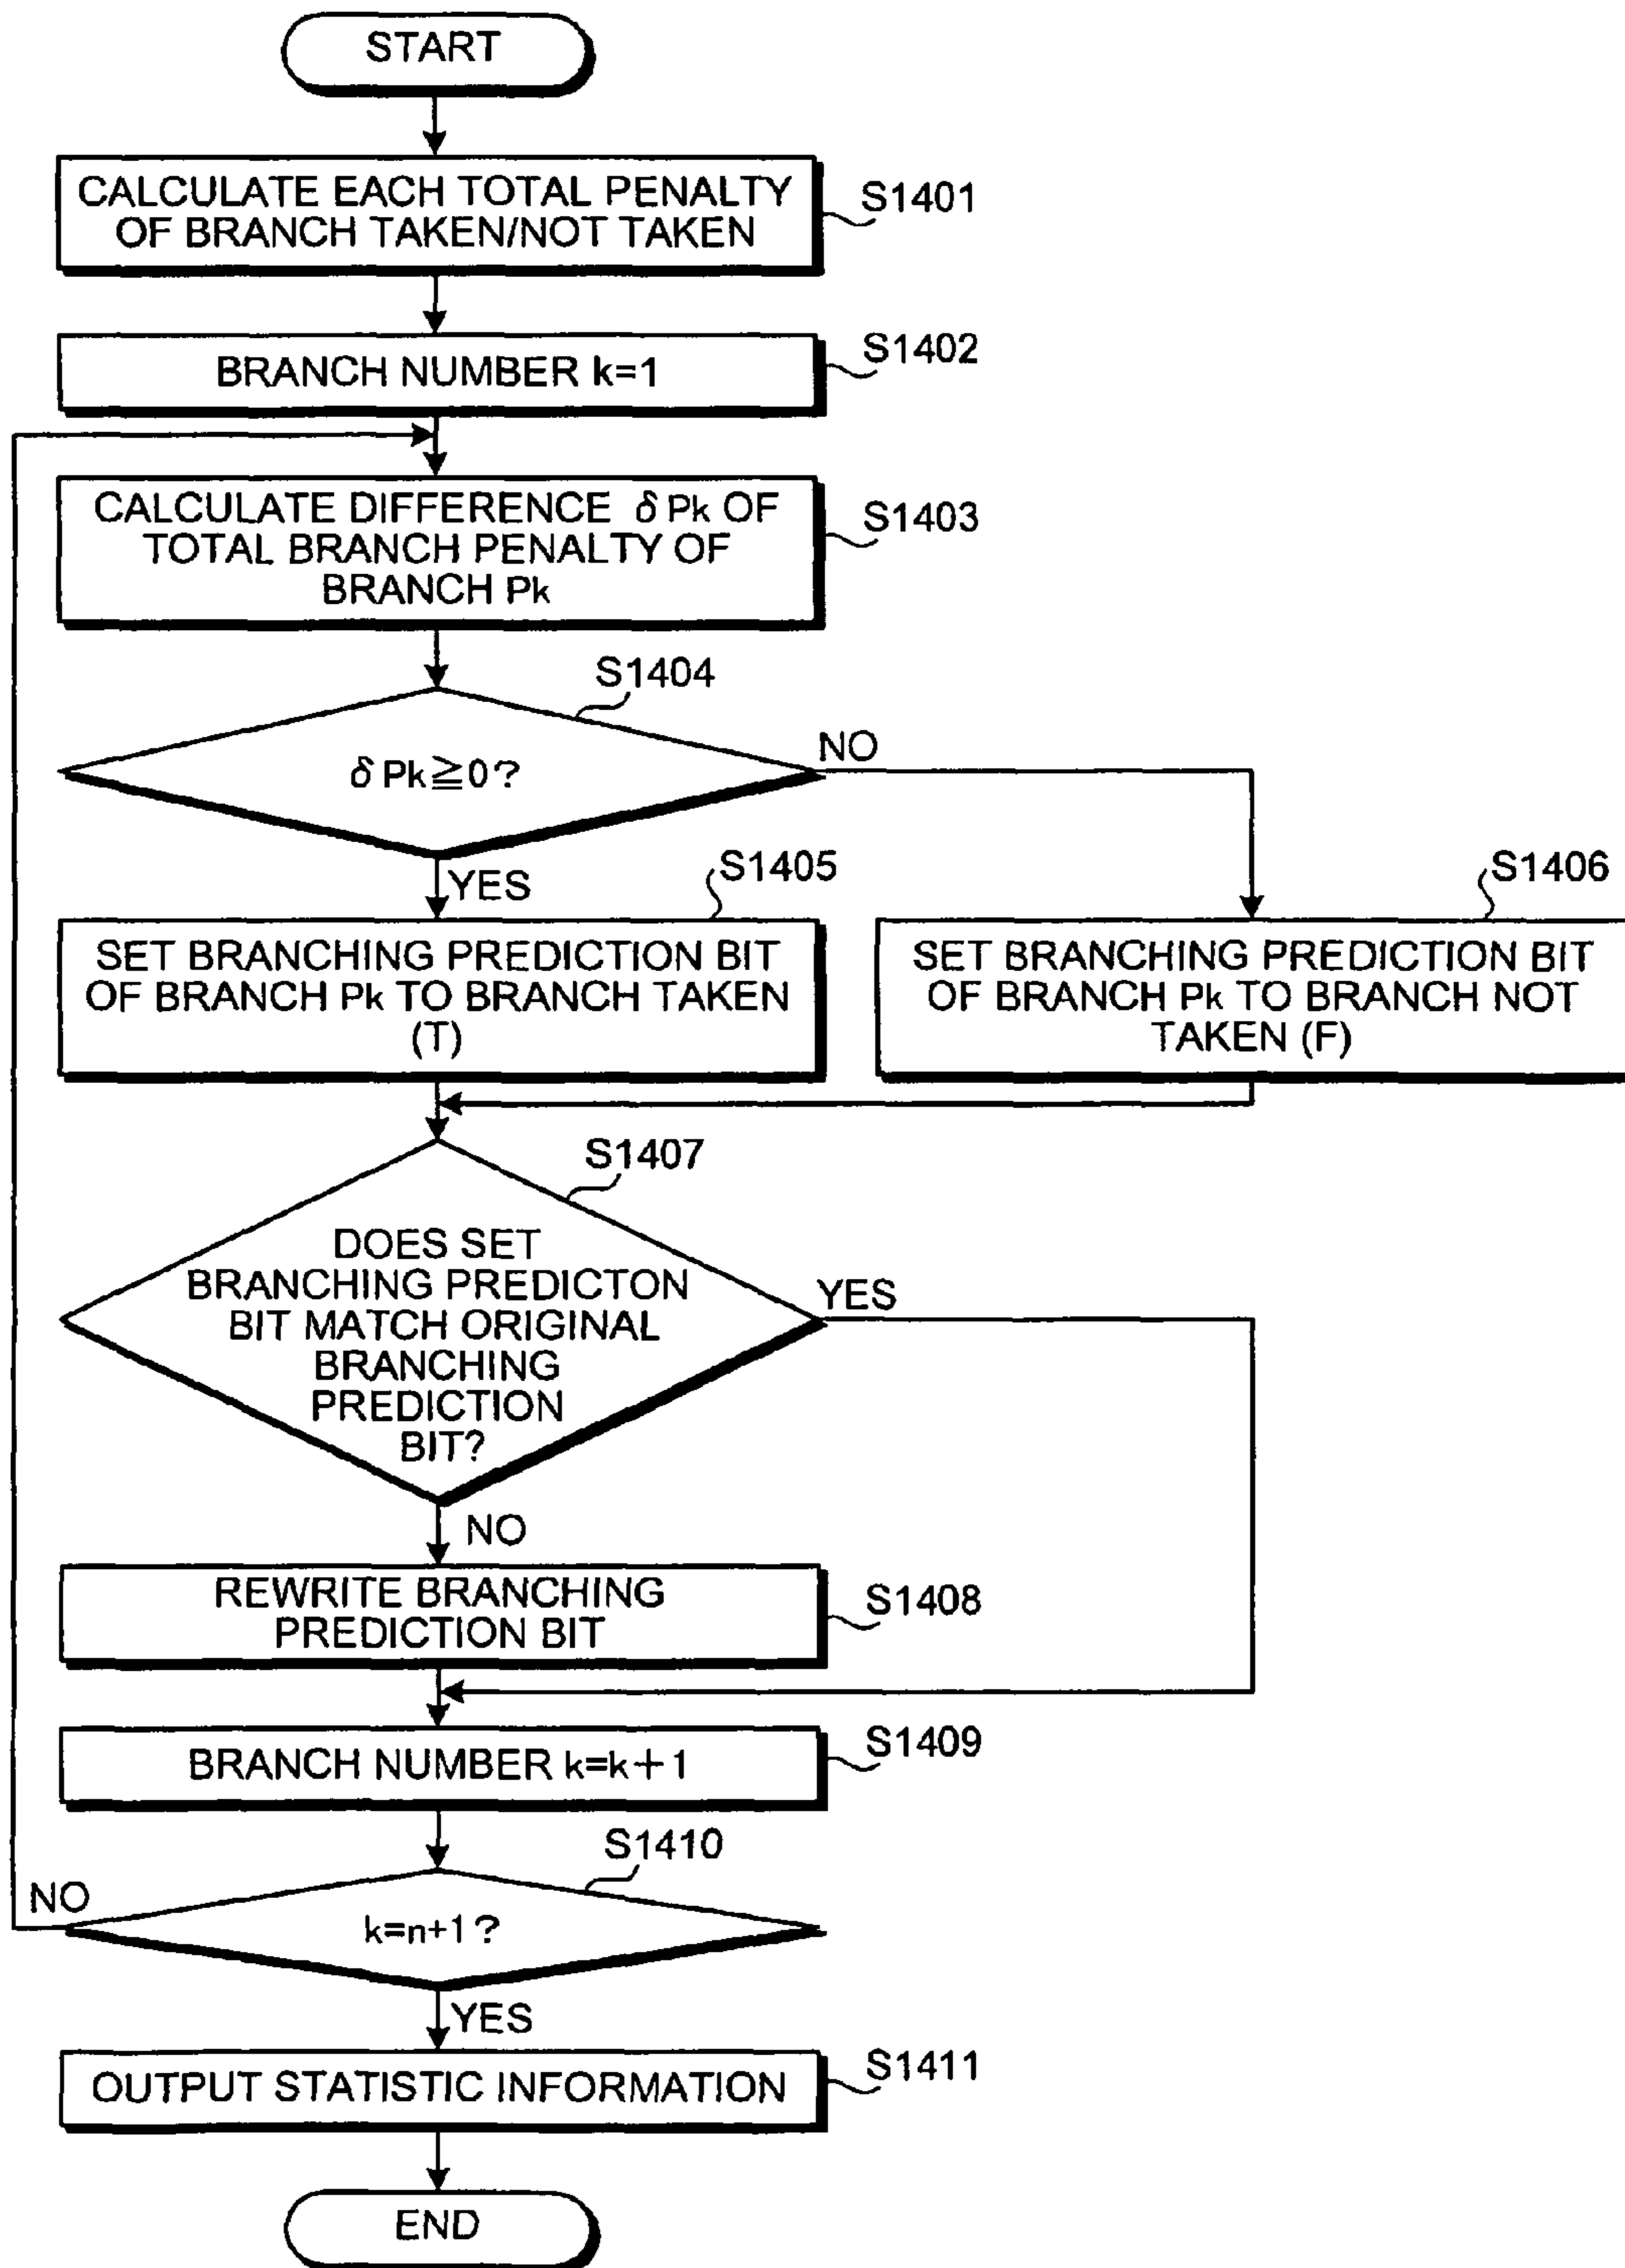 START
CALCULATE EACH TOTAL PENALTY
OF BRANCH TAKEN/NOT TAKEN
S1401
BRANCH NUMBER k=1
S1402
CALCULATE DIFFERENCE δPk OF
TOTAL BRANCH PENALTY OF
BRANCH Pk
S1403
S1404
δPk≧0?
NO
YES
S1405
SET BRANCHING PREDICTION BIT
OF BRANCH Pk TO BRANCH TAKEN
(T)
S1406
SET BRANCHING PREDICTION BIT
OF BRANCH Pk TO BRANCH NOT
TAKEN (F)
S1407
DOES SET
BRANCHING PREDICTON
BIT MATCH ORIGINAL
BRANCHING
PREDICTION
BIT?
YES
NO
REWRITE BRANCHING
PREDICTION BIT
S1408
BRANCH NUMBER k=k+1
S1409
S1410
NO
k=n+1?
YES
OUTPUT STATISTIC INFORMATION
S1411
END